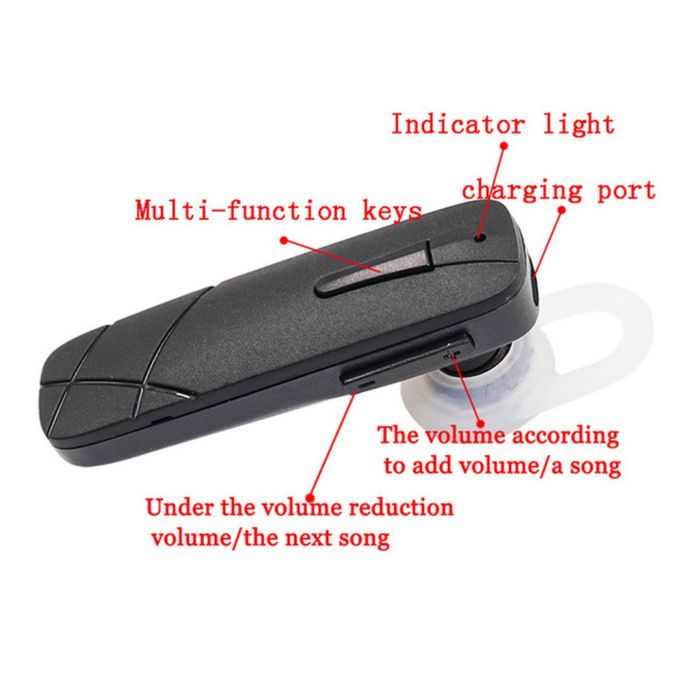 Indicator light
charging port
Multi-function keys
The volume according
to add volume/a song
Under the volume reduction
volume/the next song